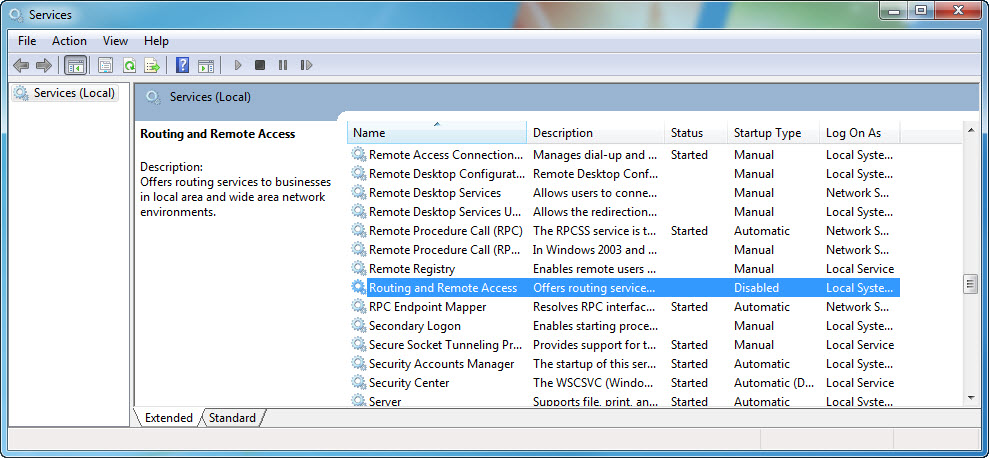 Services
File Action View Help
Services (Local)
Services (Local)
Routing and Remote Access
Description:
Offers routing services to businesses
in local area and wide area network
environments.
Name Description Status Startup Type Log On As
Remote Access Connection... Manages dial-up and ... Started Manual Local Syste...
Remote Desktop Configurat... Remote Desktop Conf... Manual Local Syste...
Remote Desktop Services Allows users to conne... Manual Network S...
Remote Desktop Services U... Allows the redirection... Manual Local Syste...
Remote Procedure Call (RPC) The RPCSS service is t... Started Automatic Network S...
Remote Procedure Call (RP... In Windows 2003 and ... Manual Network S...
Remote Registry Enables remote users ... Manual Local Service
Routing and Remote Access Offers routing service... Disabled Local Syste...
RPC Endpoint Mapper Resolves RPC interfac... Started Automatic Network S...
Secondary Logon Enables starting proce... Manual Local Syste...
Secure Socket Tunneling Pr... Provides support for t... Started Manual Local Service
Security Accounts Manager The startup of this ser... Started Automatic Local Syste...
Security Center The WSCSVC (Windo... Started Automatic (D... Local Service
Server Supports file, print, an... Started Automatic Local Syste...
Extended Standard